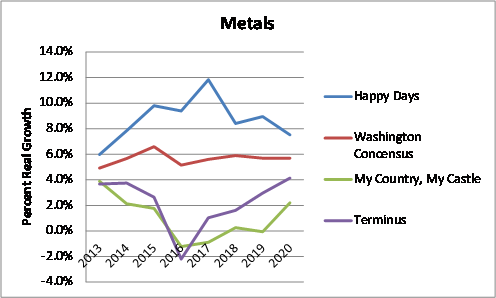 Metals
Percent Real Growth
14.0%
12.0%
10.0%
8.0%
6.0%
4.0%
2.0%
0.0%
-2.0%
-4.0%
2013
2014
2015
2016
2017
2018
2019
2020
Happy Days
Washington
Concensus
My Country, My Castle
Terminus